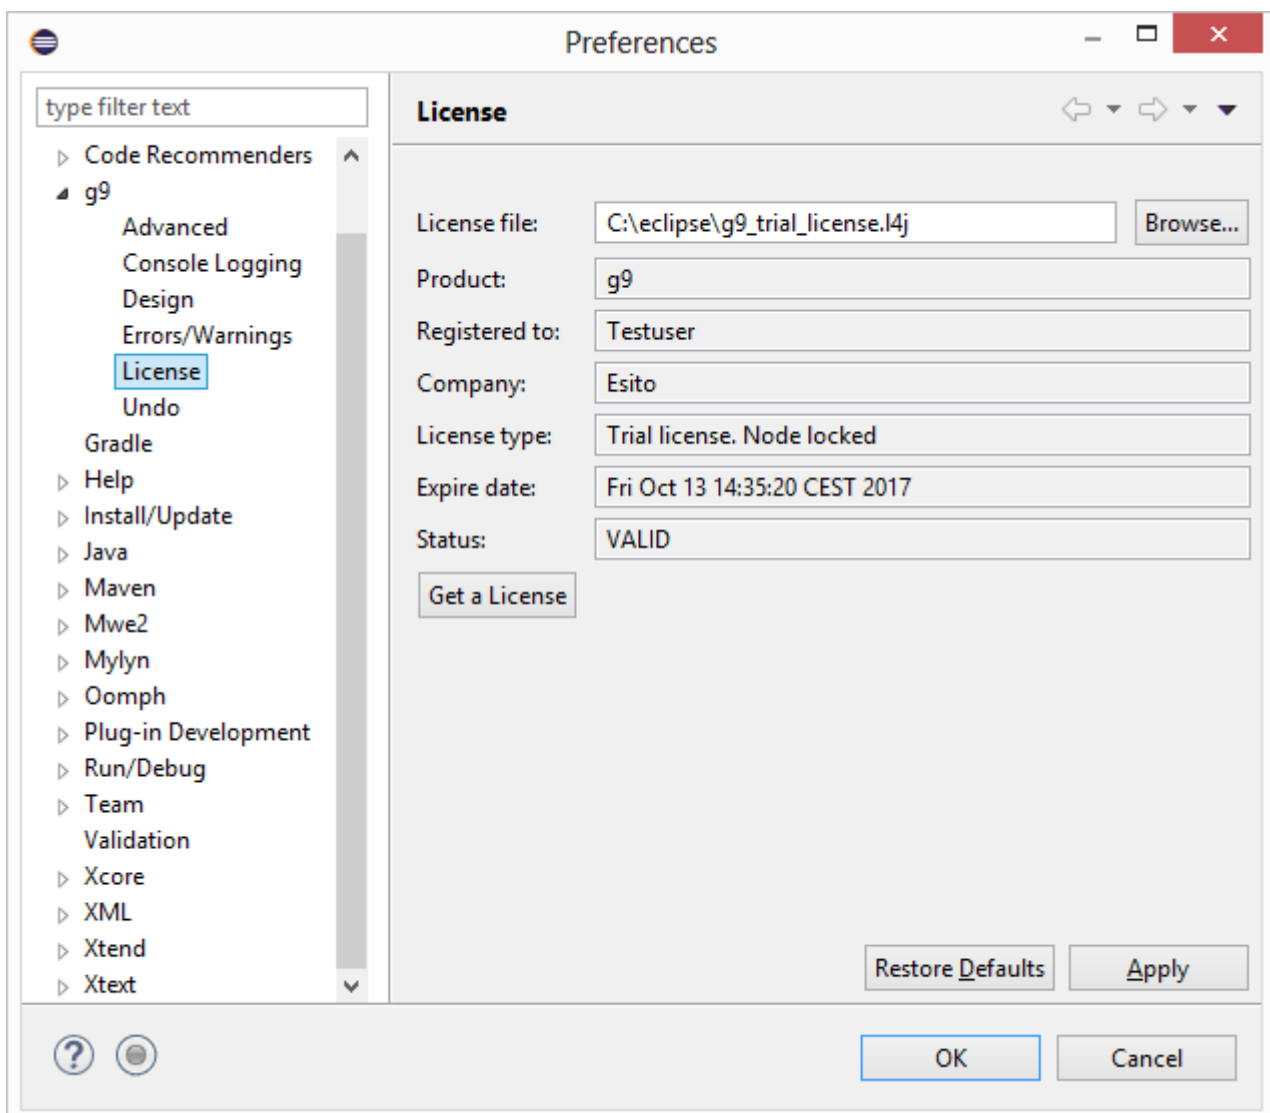 Preferences
type filter text
Code Recommenders
g9
Advanced
Console Logging
Design
Errors/Warnings
License
Undo
Gradle
Help
Install/Update
Java
Maven
Mwe2
Mylyn
Oomph
Plug-in Development
Run/Debug
Team
Validation
Xcore
XML
Xtend
Xtext
License
License file: C:\eclipse\g9_trial_license.l4j Browse...
Product: g9
Registered to: Testuser
Company: Esito
License type: Trial license. Node locked
Expire date: Fri Oct 13 14:35:20 CEST 2017
Status: VALID
Get a License
Restore Defaults Apply
? OK Cancel